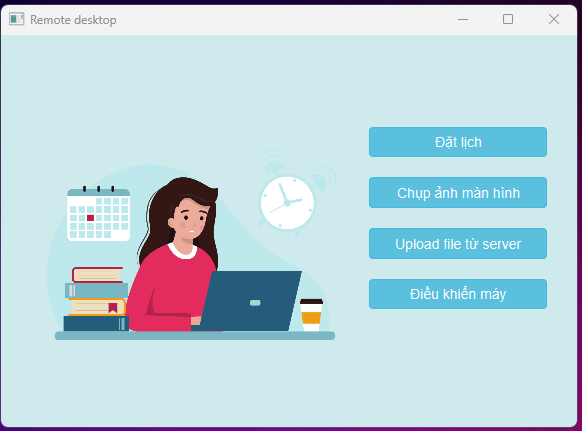 Remote desktop
Đặt lịch
Chụp ảnh màn hình
Upload file từ server
Điều khiển máy